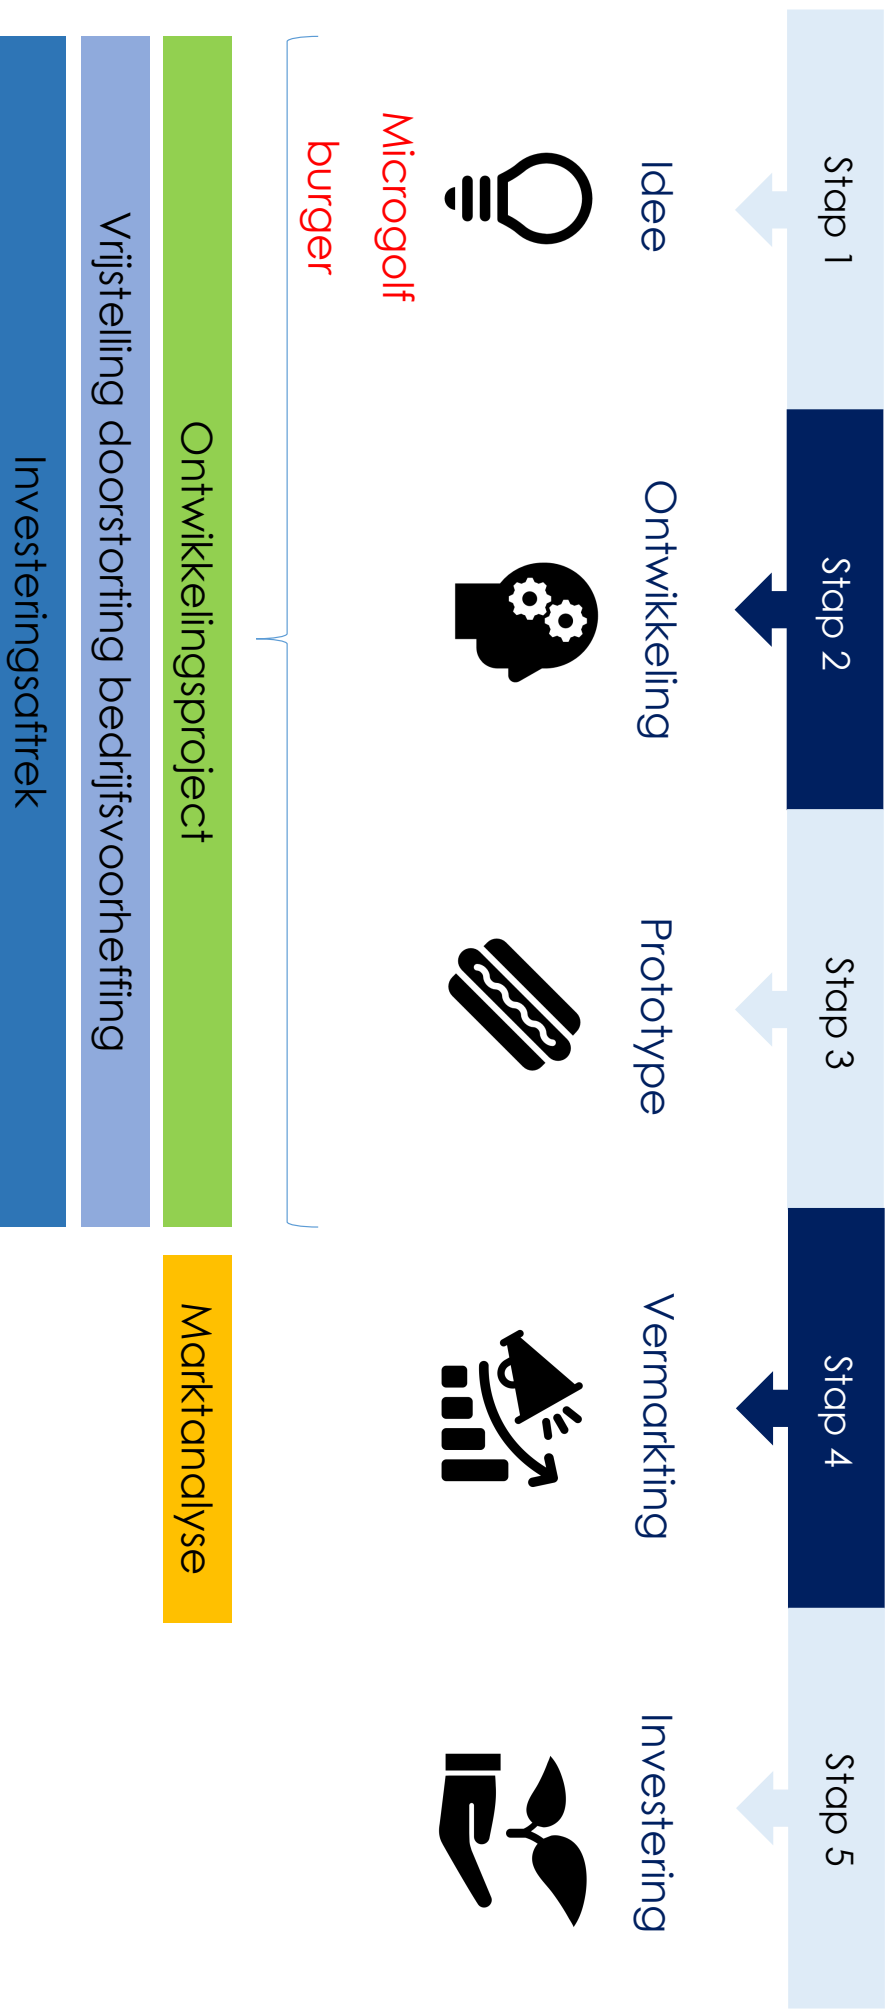 Stap 1
Stap 2
Stap 3
Stap 4
Stap 5
Idee
Ontwikkeling
Prototype
Vermarkting
Investering
Microgolf
burger
Ontwikkelingsproject
Marktanalyse
Vrijstelling doorstorting bedrijfsvoorheffing
Investeringsaftrek